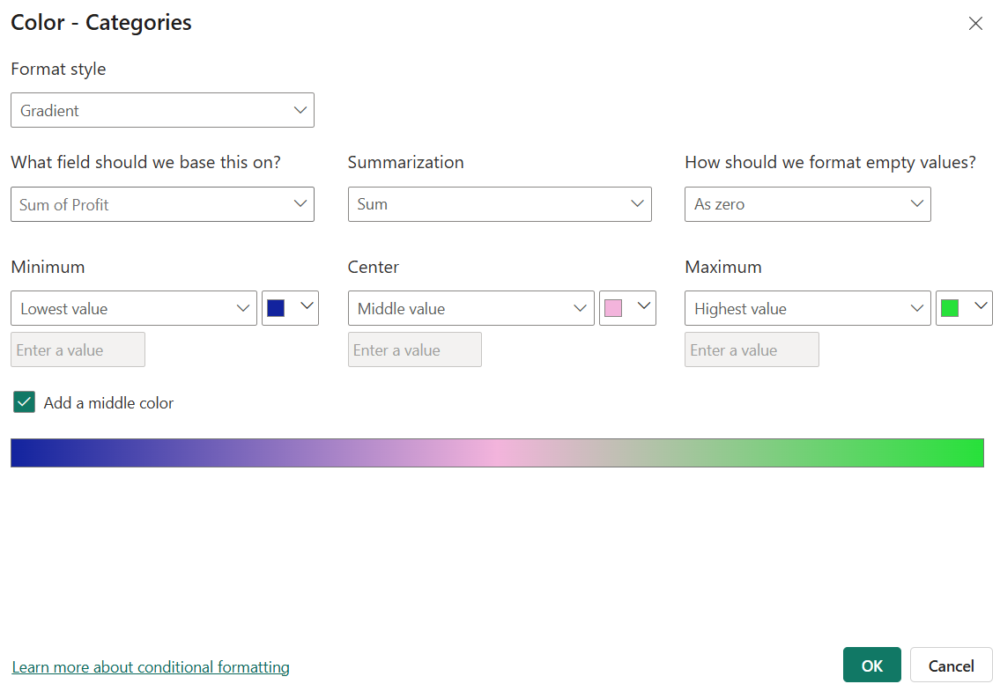 Color - Categories
Format style
Gradient
What field should we base this on?
Summarization
How should we format empty values?
Sum of Profit
Sum
As zero
Minimum
Center
Maximum
Lowest value
Middle value
Highest value
Enter a value
Enter a value
Enter a value
Add a middle color
Learn more about conditional formatting
OK
Cancel